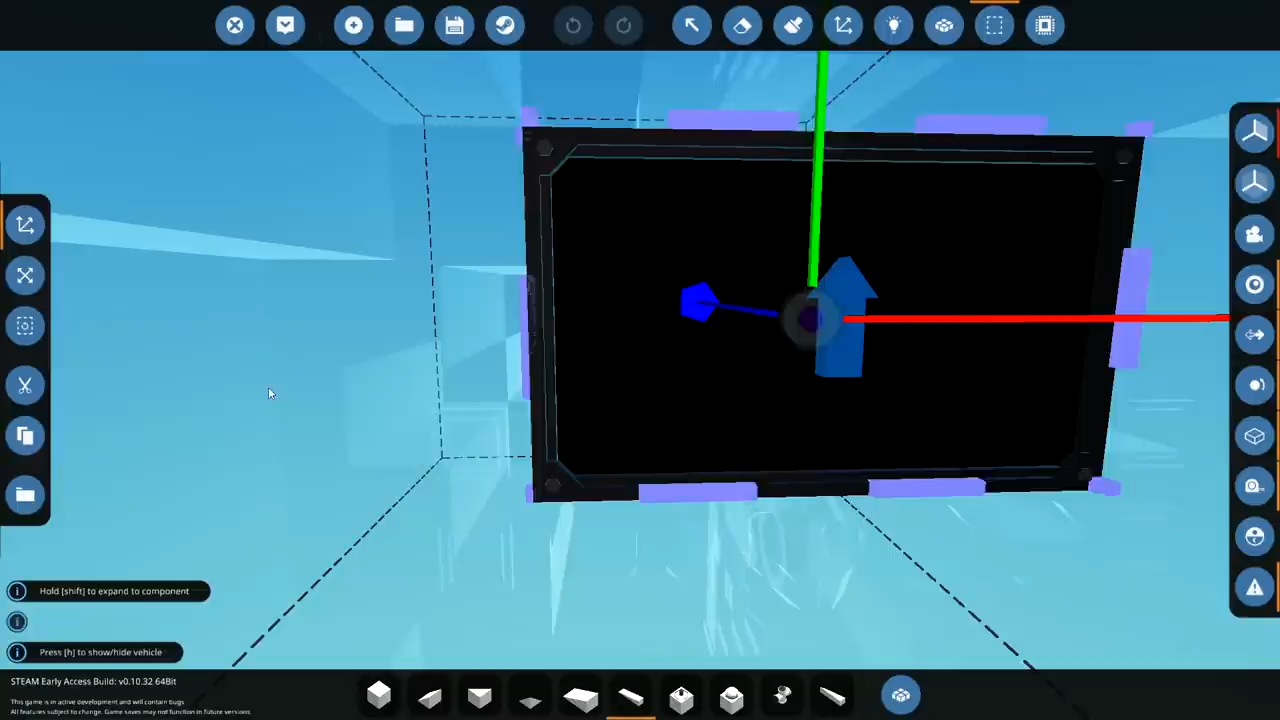 Hold [shift] to expand to component
Press [h] to show/hide vehicle
STEAM Early Access Build: v0.10.32 64Bit
This game is in active development and will contain bugs
All features subject to change. Game saves may not function in future versions